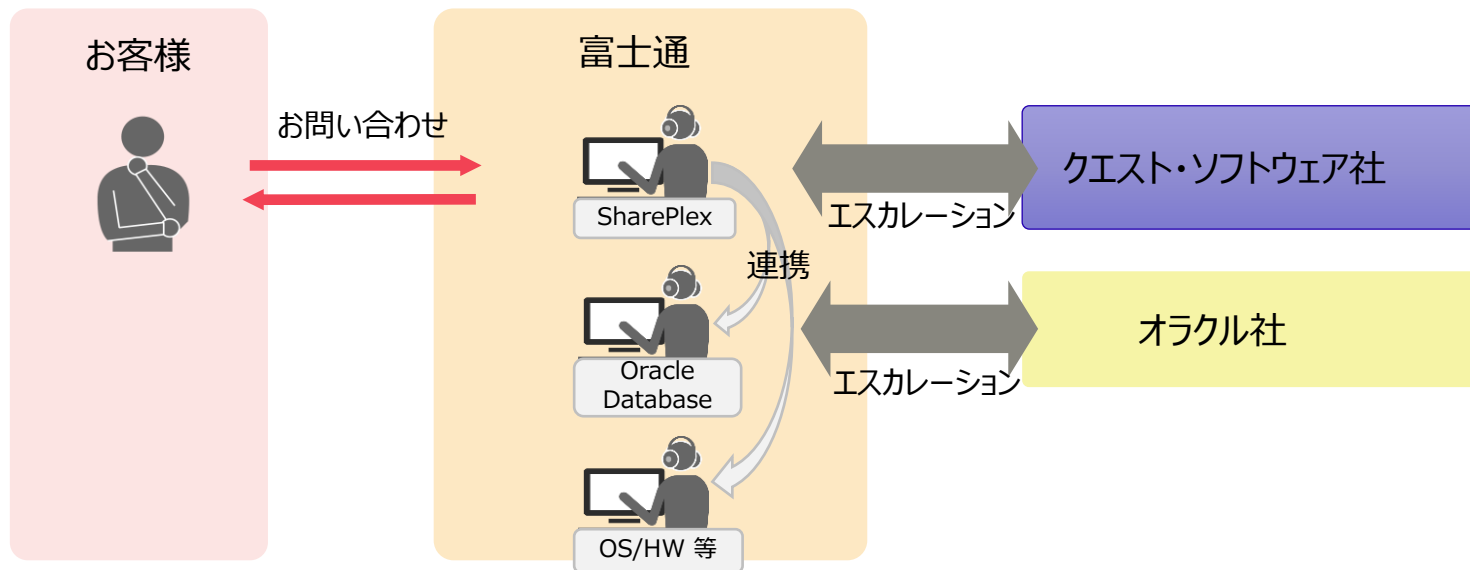 お客様
富士通
お問い合わせ
SharePlex
クエスト・ソフトウェア社
エスカレーション
連携
オラクル社
Oracle
Database
エスカレーション
OS/HW 等